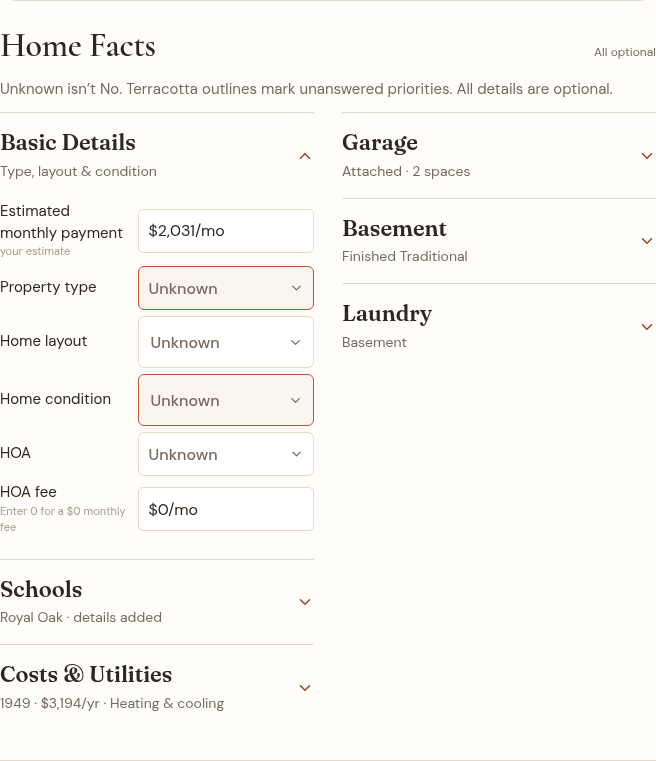 Home Facts
All optional
Unknown isn’t No. Terracotta outlines mark unanswered priorities. All details are optional.
Basic Details
Type, layout & condition
Estimated
monthly payment
your estimate
$2,031/mo
Property type
Unknown
Home layout
Unknown
Home condition
Unknown
HOA
Unknown
HOA fee
Enter 0 for a $0 monthly
fee
$0/mo
Schools
Royal Oak · details added
Costs & Utilities
1949 · $3,194/yr · Heating & cooling
Garage
Attached · 2 spaces
Basement
Finished Traditional
Laundry
Basement